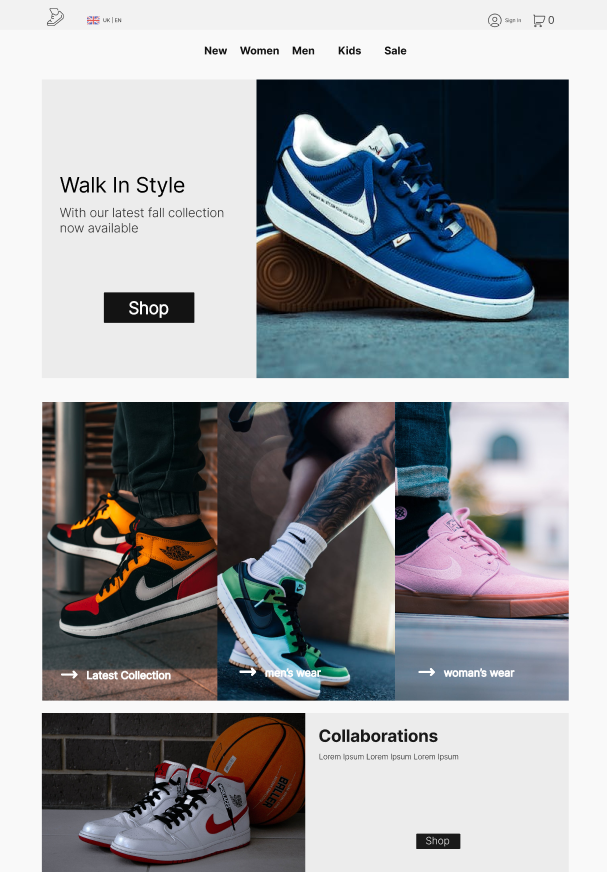 UK | EN
Sign In
0
New Women Men Kids Sale
Walk In Style
With our latest fall collection
now available
Shop
Latest Collection
men's wear
woman's wear
BALLER
Collaborations
Lorem Ipsum Lorem Ipsum Lorem Ipsum
Shop